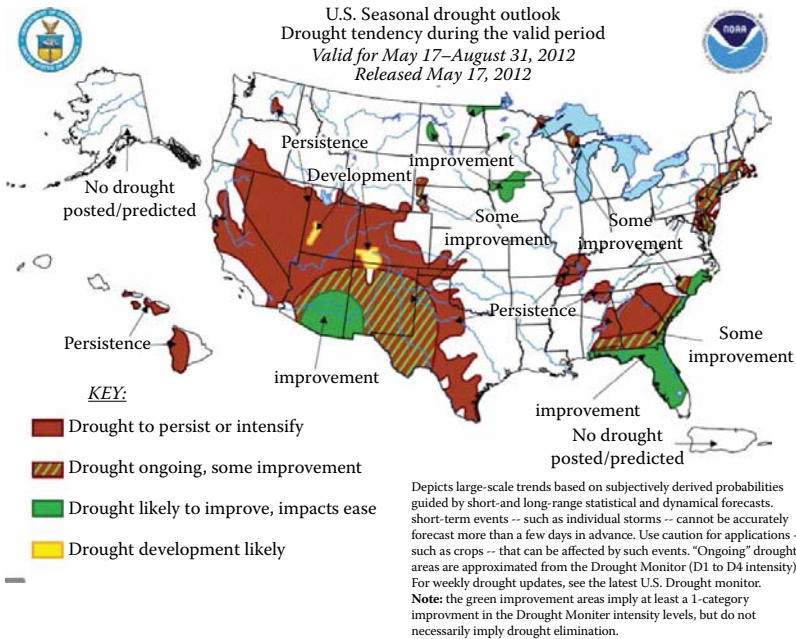 U.S. Seasonal drought outlook
Drought tendency during the valid period
Valid for May 17–August 31, 2012
Released May 17, 2012
NOAA
Persistence
Development
improvement
No drought
posted/predicted
Some
improvement
Some
improvement
Persistence
Persistence
Some
improvement
improvement
improvement
No drought
posted/predicted
KEY:
Drought to persist or intensify
Drought ongoing, some improvement
Drought likely to improve, impacts ease
Drought development likely
Depicts large-scale trends based on subjectively derived probabilities
guided by short-and long-range statistical and dynamical forecasts.
short-term events -- such as individual storms -- cannot be accurately
forecast more than a few days in advance. Use caution for applications -
such as crops -- that can be affected by such events. “Ongoing” drought
areas are approximated from the Drought Monitor (D1 to D4 intensity)
For weekly drought updates, see the latest U.S. Drought monitor.
Note: the green improvement areas imply at least a 1-category
improvment in the Drought Moniter intensity levels, but do not
necessarily imply drought elimination.